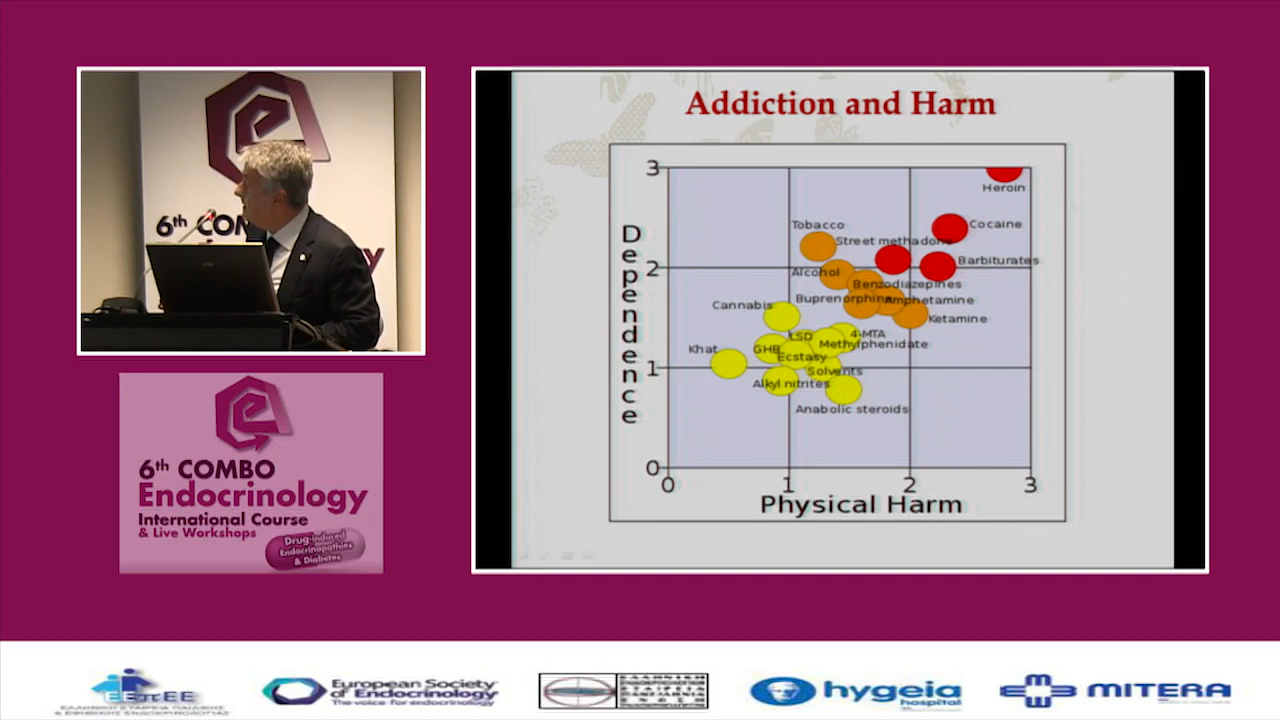 6th COM
y
6th COMBO
Endocrinology
International Course
& Live Workshops
Drug-induced
Endocrinopathies
& Diabetes
Addiction and Harm
3
Heroin
Tobacco
Cocaine
Street methadone
2
Barbiturates
Alcohol
Benzodiazepines
Buprenorphine
Amphetamine
Cannabis
Ketamine
LSD
4-MTA
Methylphenidate
Khat
GHB
Ecstasy
1
Solvents
Alkyl nitrites
Anabolic steroids
0
0 1 2 3
Dependence
Physical Harm
European Society
of Endocrinology
The voice for endocrinology
hygeia
hospital
MITERA